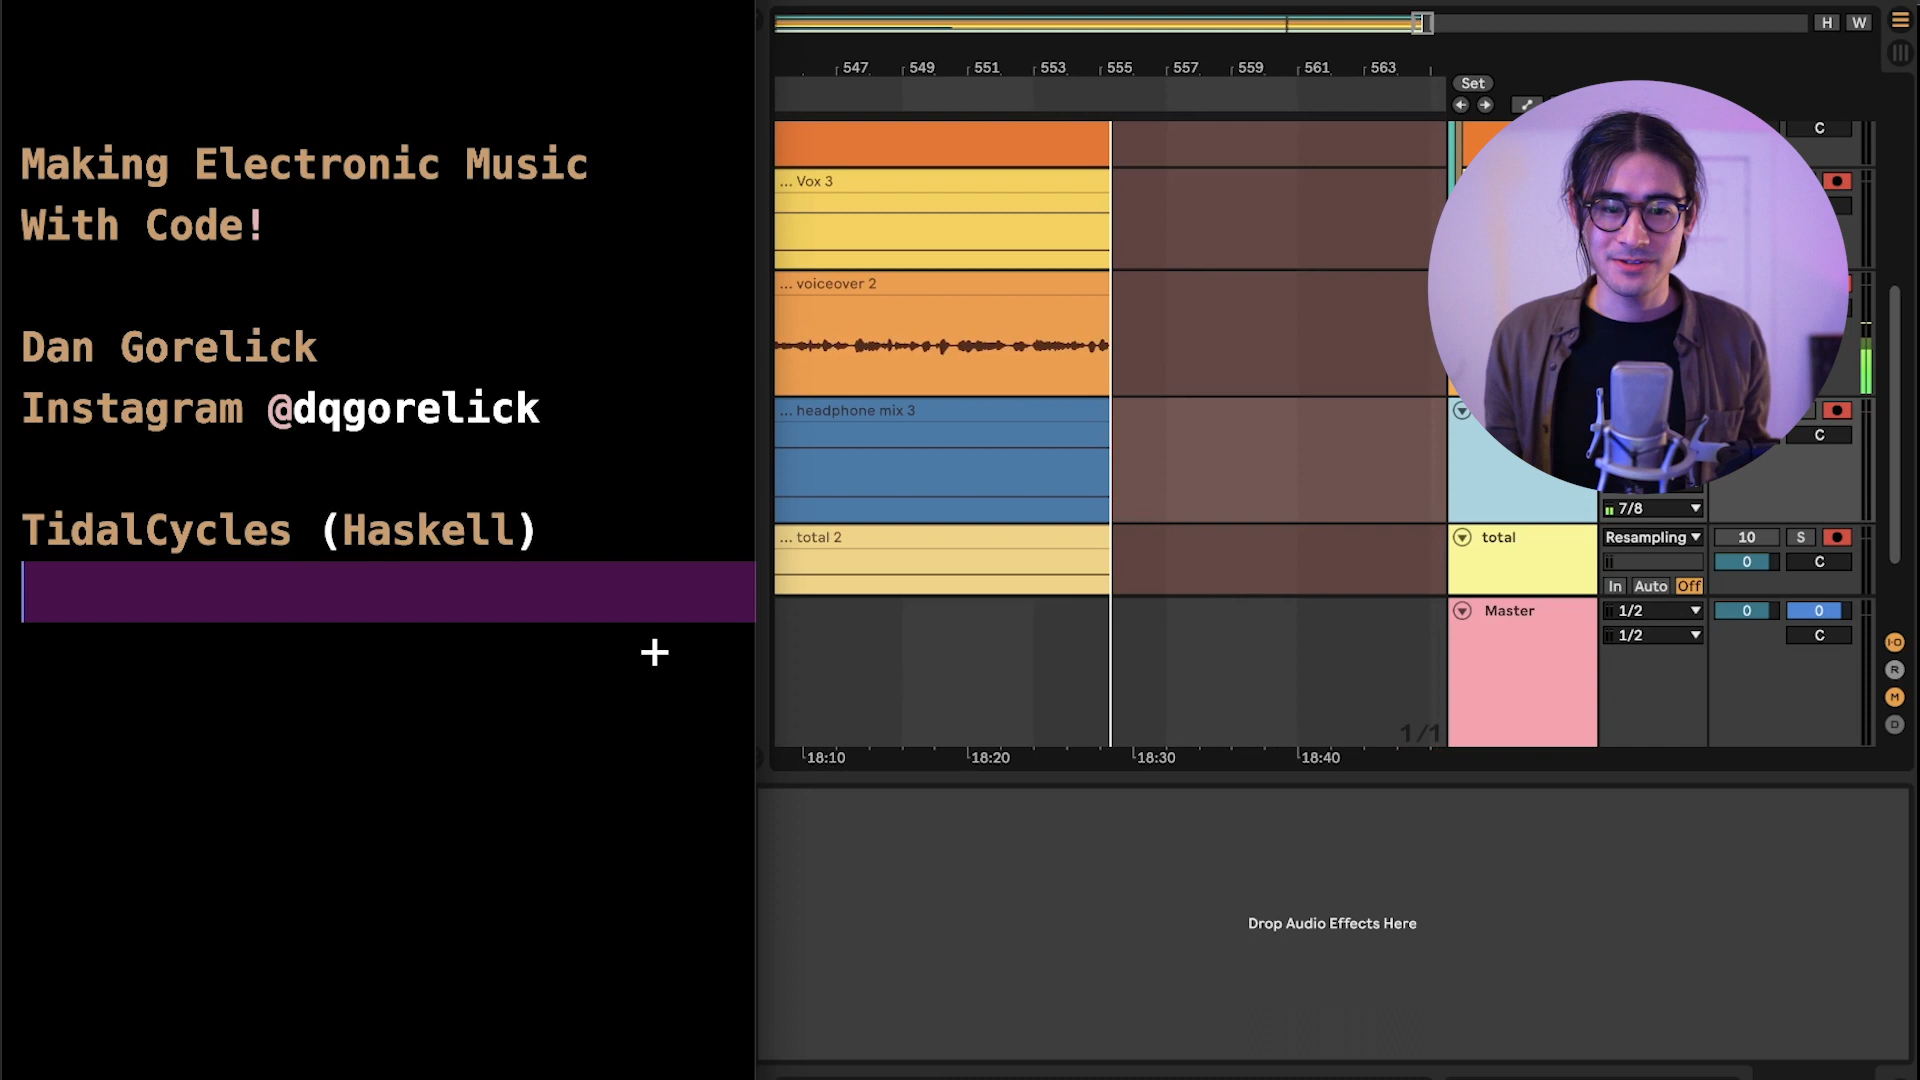 Making Electronic Music
With Code!
Dan Gorelick
Instagram @dqgorelick
TidalCycles (Haskell)
H W
547 549 551 553 555 557 559 561 563
Set
C
... Vox 3
... voiceover 2
... headphone mix 3
C
7/8
... total 2
total
Resampling
10
S
0
C
In Auto Off
Master
1/2
0
0
1/2
C
I·O
R
M
D
1/1
18:10 18:20 18:30 18:40
Drop Audio Effects Here